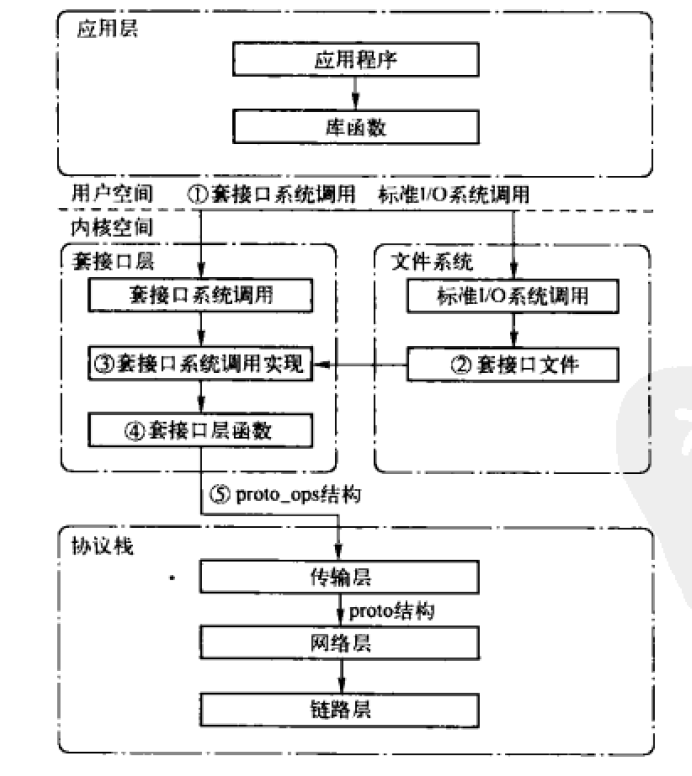 应用层
应用程序
库函数
用户空间 ①套接口系统调用 标准I/O系统调用
内核空间
套接口层
套接口系统调用
③套接口系统调用实现
④套接口层函数
文件系统
标准I/O系统调用
②套接口文件
⑤ proto_ops结构
协议栈
传输层
proto结构
网络层
链路层